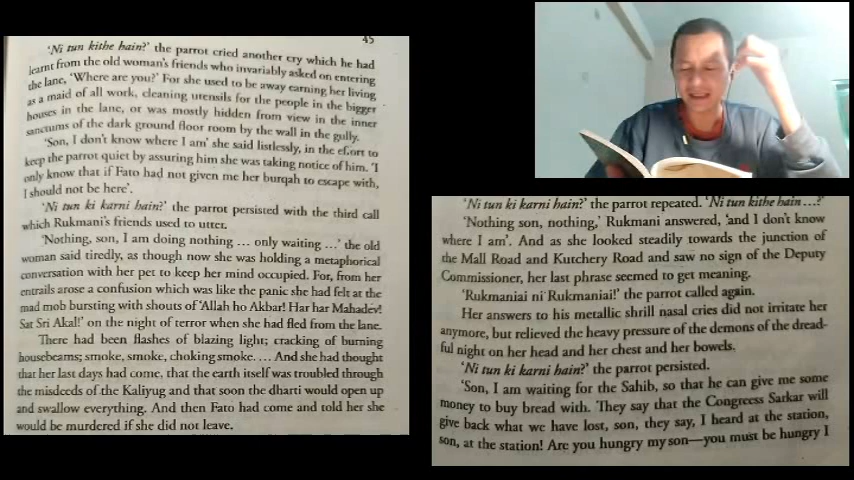 45
'Ni tun kithe hain?' the parrot cried another cry which he had
learnt from the old woman's friends who invariably asked on entering
the lane, 'Where are you?' For she used to be away earning her living
as a maid of all work, cleaning utensils for the people in the bigger
houses in the lane, or was mostly hidden from view in the inner
sanctums of the dark ground floor room by the wall in the gully.
'Son, I don't know where I am' she said listlessly, in the effort to
keep the parrot quiet by assuring him she was taking notice of him. 'I
only know that if Fato had not given me her burqah to escape with,
I should not be here'.
'Ni tun ki karni hain?' the parrot persisted with the third call
which Rukmani's friends used to utter.
'Nothing, son, I am doing nothing ... only waiting ...' the old
woman said tiredly, as though now she was holding a metaphorical
conversation with her pet to keep her mind occupied. For, from her
entrails arose a confusion which was like the panic she had felt at the
mad mob bursting with shouts of 'Allah ho Akbar! Har har Mahadev!
Sat Sri Akal!' on the night of terror when she had fled from the lane.
There had been flashes of blazing light; cracking of burning
housebeams; smoke, smoke, choking smoke. ... And she had thought
that her last days had come, that the earth itself was troubled through
the misdeeds of the Kaliyug and that soon the dharti would open up
and swallow everything. And then Fato had come and told her she
would be murdered if she did not leave.
'Ni tun ki karni hain?' the parrot repeated. 'Ni tun kithe hain ...?'
'Nothing son, nothing,' Rukmani answered, 'and I don't know
where I am'. And as she looked steadily towards the junction of
the Mall Road and Kutchery Road and saw no sign of the Deputy
Commissioner, her last phrase seemed to get meaning.
'Rukmaniai ni Rukmaniai!' the parrot called again.
Her answers to his metallic shrill nasal cries did not irritate her
anymore, but relieved the heavy pressure of the demons of the dread-
ful night on her head and her chest and her bowels.
'Ni tun ki karni hain?' the parrot persisted.
'Son, I am waiting for the Sahib, so that he can give me some
money to buy bread with. They say that the Congress Sarkar will
give back what we have lost, son, they say, I heard at the station,
son, at the station! Are you hungry my son—you must be hungry I